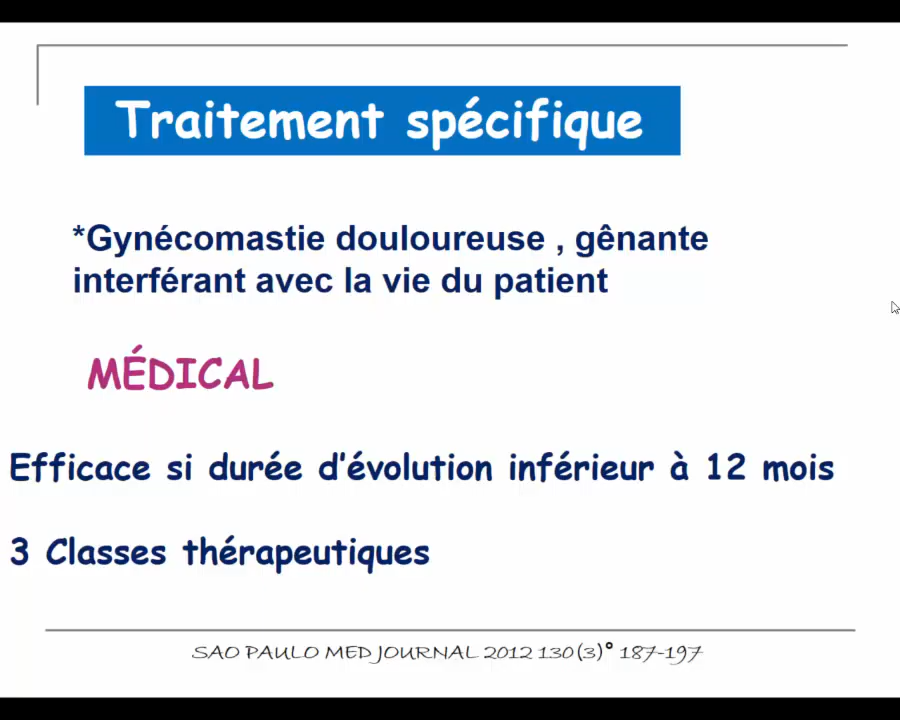 Traitement spécifique
*Gynécomastie douloureuse , gênante
interférant avec la vie du patient
MÉDICAL
Efficace si durée d’évolution inférieur à 12 mois
3 Classes thérapeutiques
SAO PAULO MED JOURNAL 2012 130(3)° 187-197